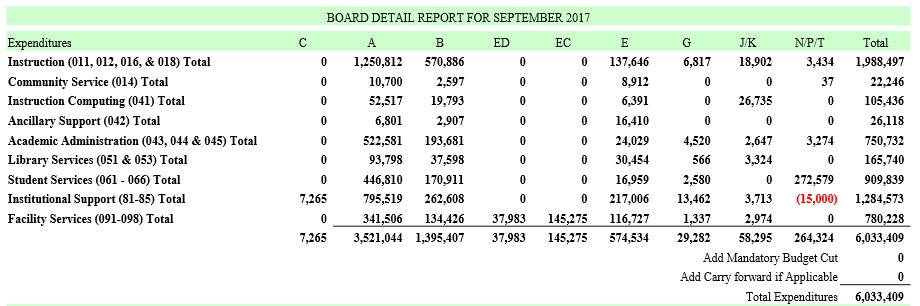 BOARD DETAIL REPORT FOR SEPTEMBER 2017
Expenditures C A B ED EC E G J/K N/P/T Total
Instruction (011, 012, 016, & 018) Total 0 1,250,812 570,886 0 0 137,646 6,817 18,902 3,434 1,988,497
Community Service (014) Total 0 10,700 2,597 0 0 8,912 0 0 37 22,246
Instruction Computing (041) Total 0 52,517 19,793 0 0 6,391 0 26,735 0 105,436
Ancillary Support (042) Total 0 6,801 2,907 0 0 16,410 0 0 0 26,118
Academic Administration (043, 044 & 045) Total 0 522,581 193,681 0 0 24,029 4,520 2,647 3,274 750,732
Library Services (051 & 053) Total 0 93,798 37,598 0 0 30,454 566 3,324 0 165,740
Student Services (061 - 066) Total 0 446,810 170,911 0 0 16,959 2,580 0 272,579 909,839
Institutional Support (81-85) Total 7,265 795,519 262,608 0 0 217,006 13,462 3,713 (15,000) 1,284,573
Facility Services (091-098) Total 0 341,506 134,426 37,983 145,275 116,727 1,337 2,974 0 780,228
7,265 3,521,044 1,395,407 37,983 145,275 574,534 29,282 58,295 264,324 6,033,409
Add Mandatory Budget Cut 0
Add Carry forward if Applicable 0
Total Expenditures 6,033,409